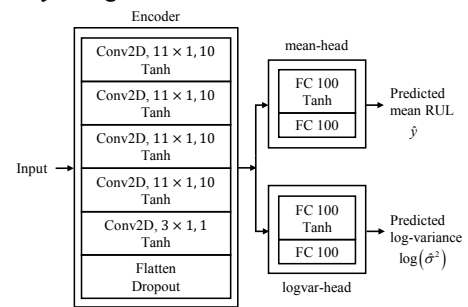 Encoder
Conv2D, 11 × 1, 10
Tanh
Conv2D, 11 × 1, 10
Tanh
Conv2D, 11 × 1, 10
Tanh
Conv2D, 11 × 1, 10
Tanh
Conv2D, 3 × 1, 1
Tanh
Flatten
Dropout
Input
mean-head
FC 100
Tanh
FC 100
Predicted
mean RUL
ŷ
FC 100
Tanh
FC 100
logvar-head
Predicted
log-variance
log(σ̂²)